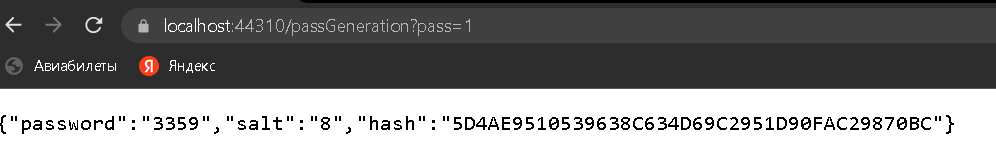 localhost:44310/passGeneration?pass=1
Авиабилеты Я Яндекс
{"password":"3359","salt":"8","hash":"5D4AE9510539638C634D69C2951D90FAC29870BC"}